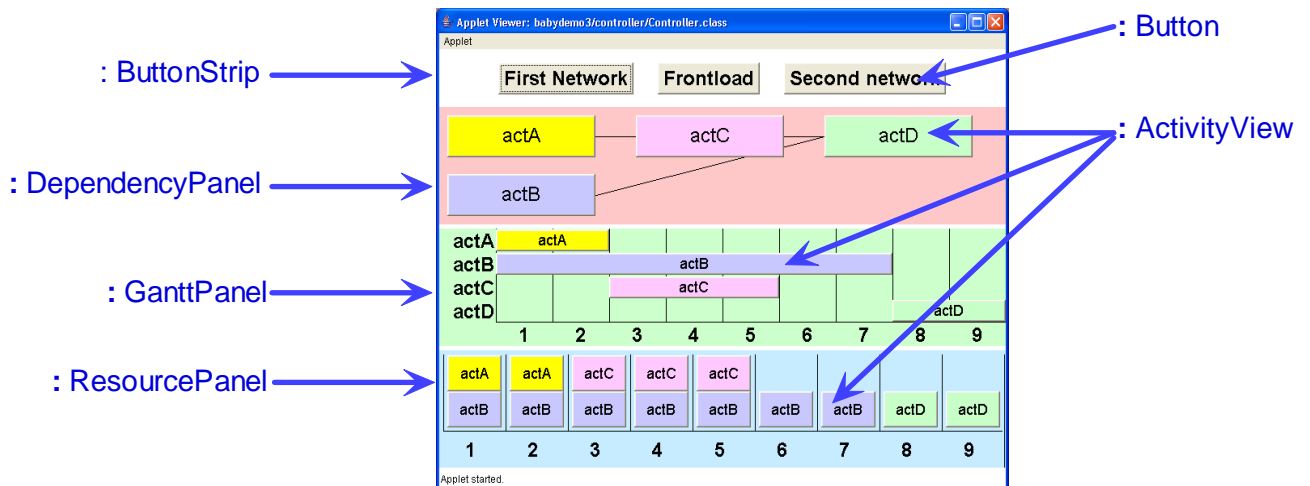 Applet Viewer: babydemo3/controller/Controller.class
Applet
: Button
: ButtonStrip
First Network Frontload Second network
actA actC actD
: ActivityView
: DependencyPanel
actB
actA actA
actB actB
: GanttPanel
actC actC
actD actD
1 2 3 4 5 6 7 8 9
: ResourcePanel
actA actA actC actC actC
actB actB actB actB actB actB actB actD actD
1 2 3 4 5 6 7 8 9
Applet started.